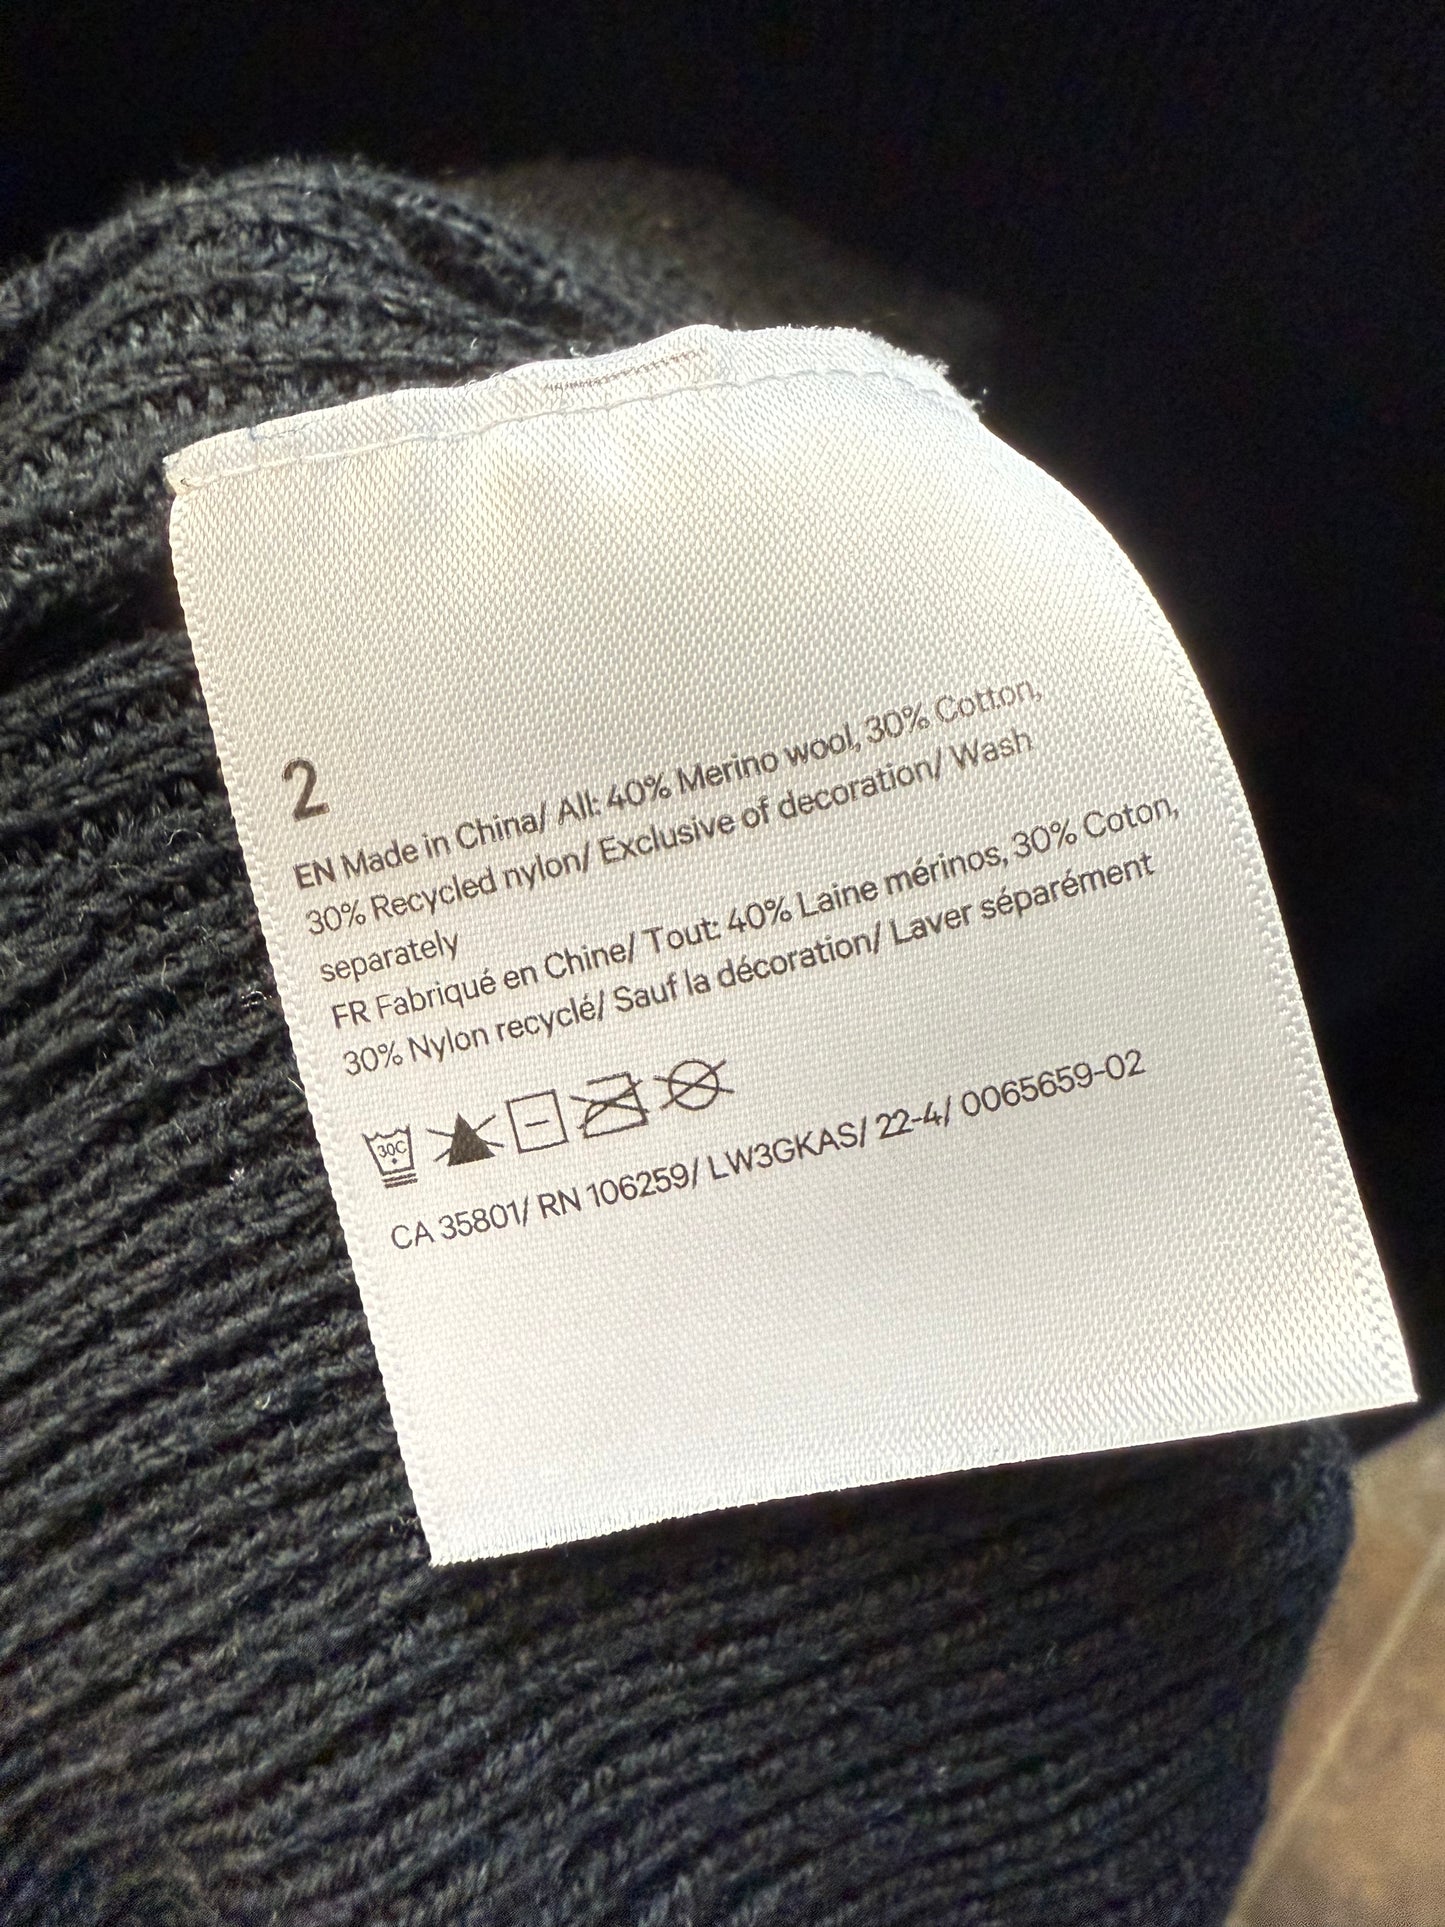 2
EN Made in China/ All: 40% Merino wool, 30% Cotton,
30% Recycled nylon/ Exclusive of decoration/ Wash
separately
FR Fabriqué en Chine/ Tout: 40% Laine mérinos, 30% Coton,
30% Nylon recyclé/ Sauf la décoration/ Laver séparément
30C
CA 35801/ RN 106259/ LW3GKAS/ 22-4/ 0065659-02